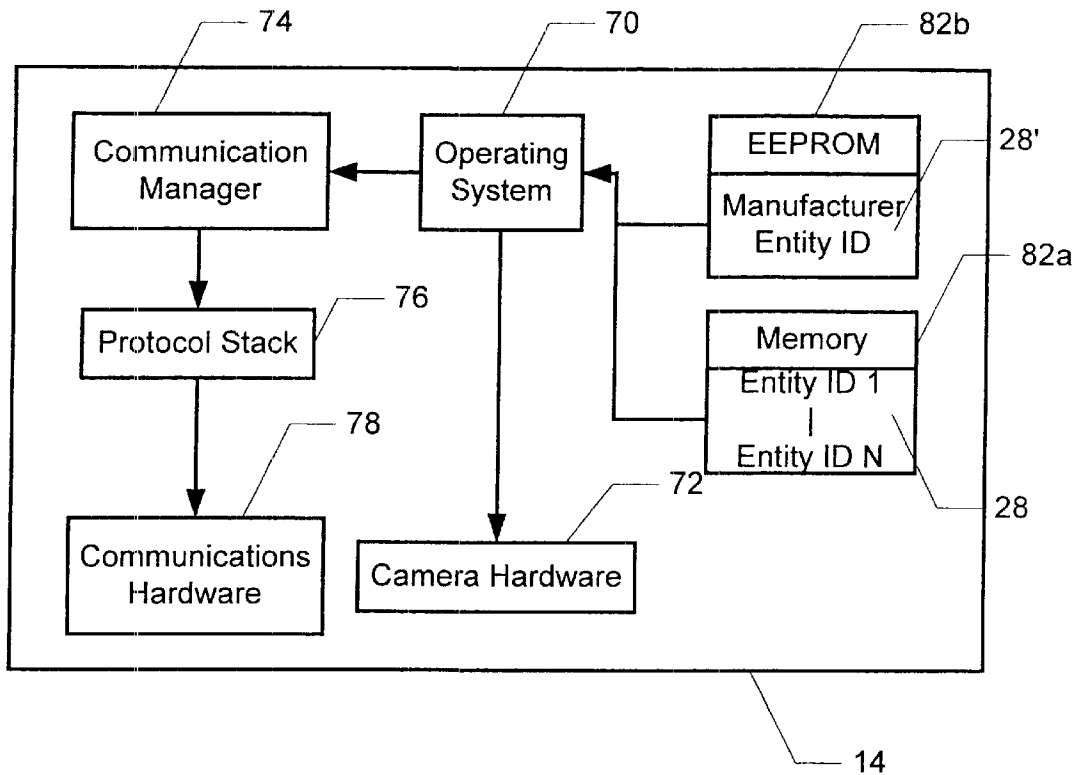 74
70
82b
Communication
Manager
Operating
System
EEPROM
28'
Manufacturer
Entity ID
82a
76
Protocol Stack
Memory
Entity ID 1
Entity ID N
78
72
28
Communications
Hardware
Camera Hardware
14